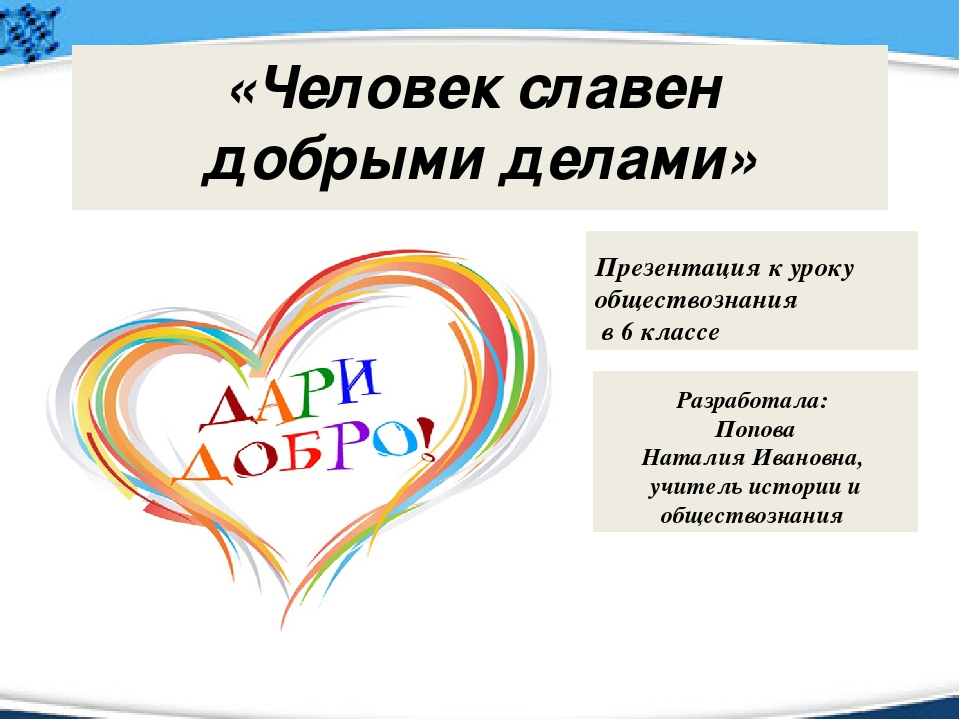 «Человек славен
добрыми делами»
Презентация к уроку
обществознания
в 6 классе
ДАРИ
ДОБРО!
Разработала:
Попова
Наталия Ивановна,
учитель истории и
обществознания